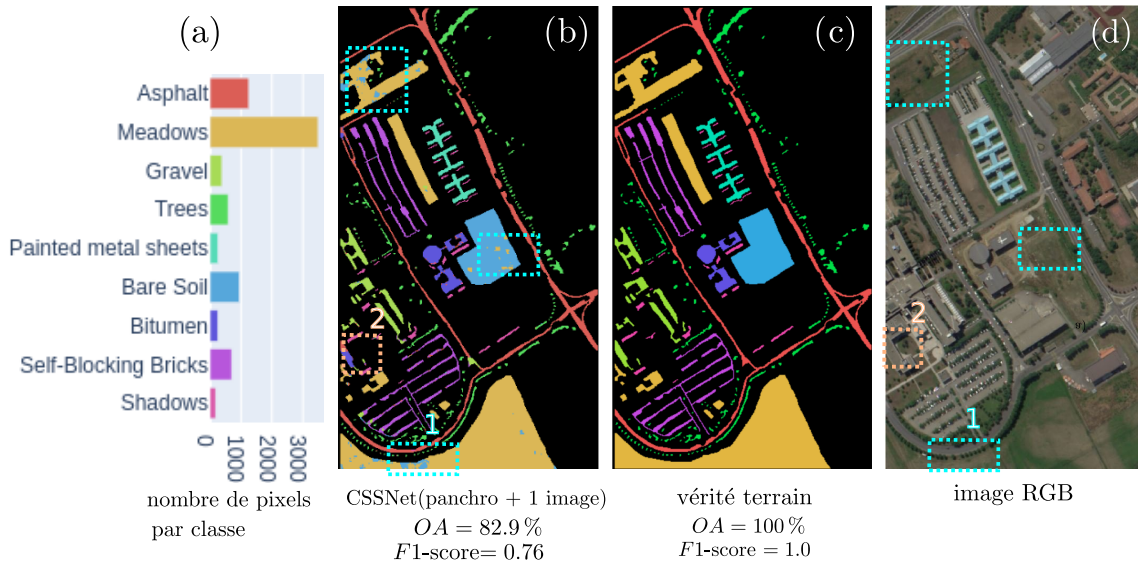 (a)
Asphalt
Meadows
Gravel
Trees
Painted metal sheets
Bare Soil
Bitumen
Self-Blocking Bricks
Shadows
0
1000
2000
3000
nombre de pixels
par classe
(b)
2
1
CSSNet(panchro + 1 image)
OA = 82.9 %
F1-score= 0.76
(c)
vérité terrain
OA = 100 %
F1-score = 1.0
(d)
2
1
image RGB